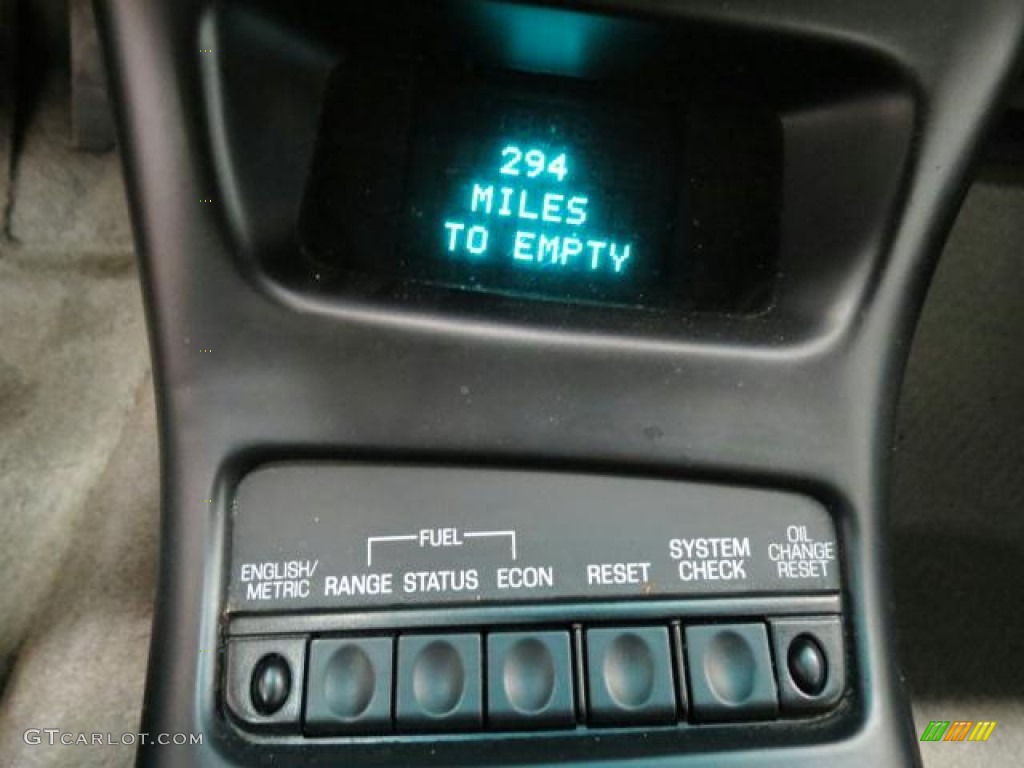 294
MILES
TO EMPTY
FUEL
ENGLISH/
METRIC
RANGE
STATUS
ECON
RESET
SYSTEM
CHECK
OIL
CHANGE
RESET
GTCARLOT.COM